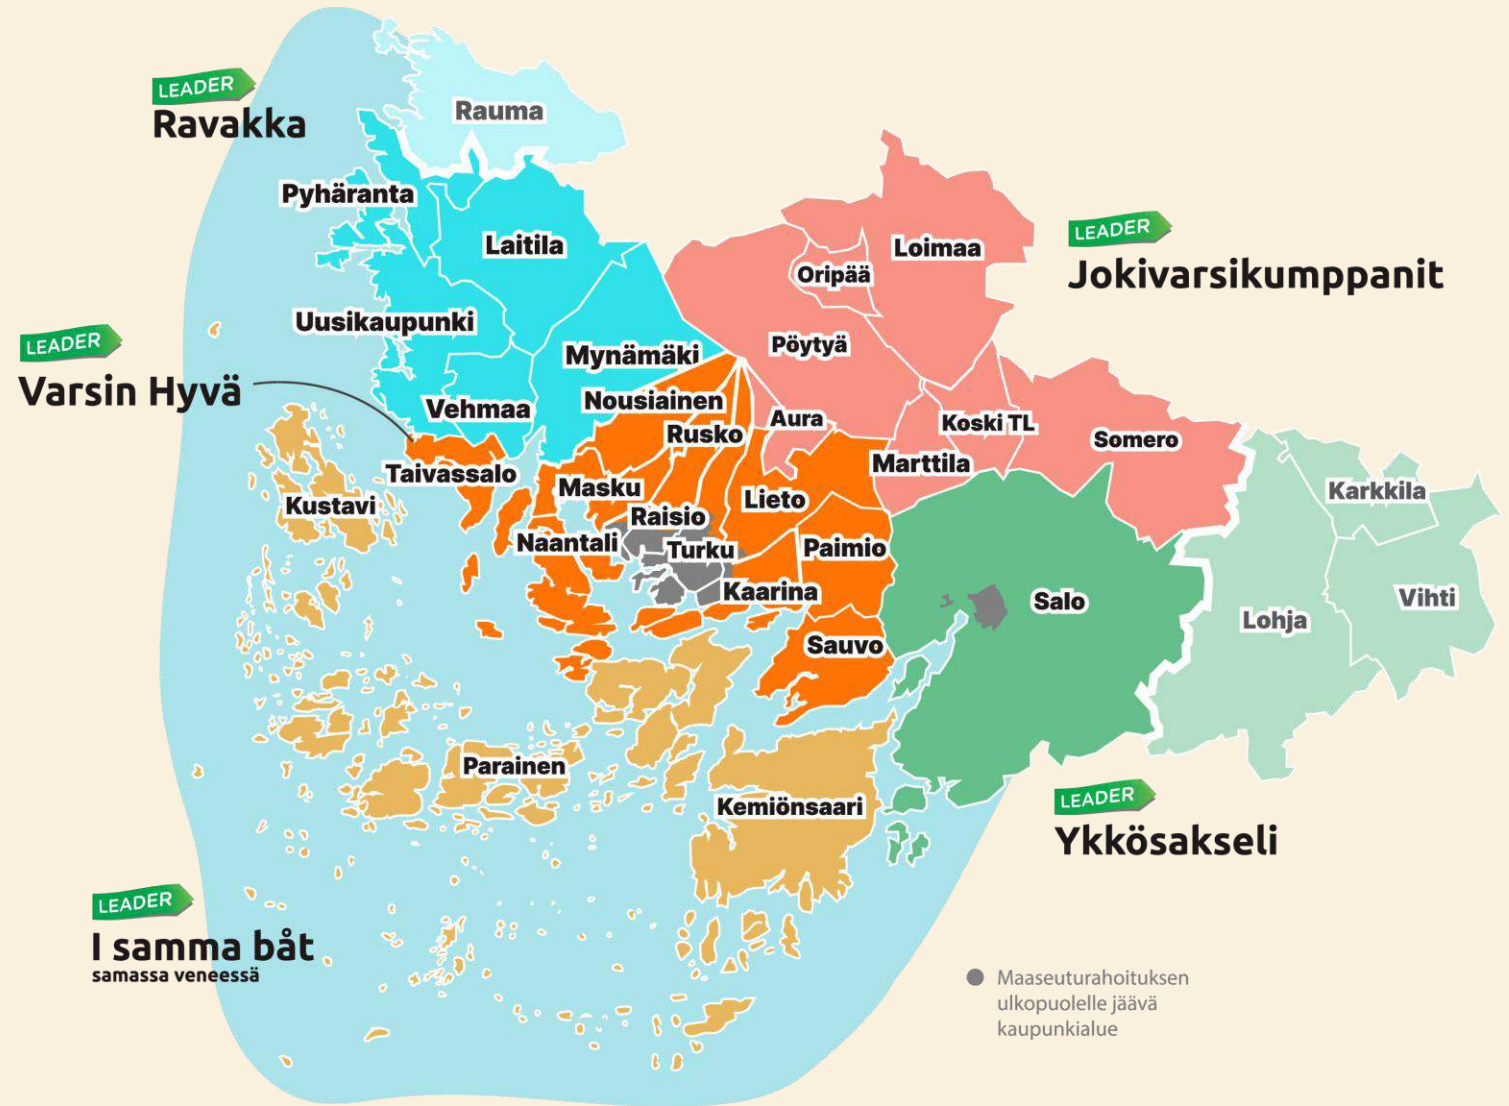 LEADER
Ravakka
Rauma
Pyhäranta
Laitila
Uusikaupunki
Mynämäki
Vehmaa
LEADER
Jokivarsikumppanit
Loimaa
Oripää
Pöytyä
Aura
Koski TL
Marttila
Somero
LEADER
Varsin Hyvä
Nousiainen
Rusko
Taivassalo
Masku
Lieto
Raisio
Naantali
Turku
Paimio
Kaarina
Sauvo
Kustavi
Parainen
Kemiönsaari
Salo
Karkkila
Lohja
Vihti
LEADER
Ykkösakseli
LEADER
I samma båt
samassa veneessä
Maaseuturahoituksen
ulkopuolelle jäävä
kaupunkialue